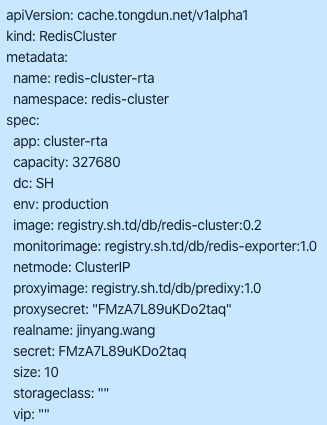 apiVersion: cache.tongdun.net/v1alpha1
kind: RedisCluster
metadata:
  name: redis-cluster-rta
  namespace: redis-cluster
spec:
  app: cluster-rta
  capacity: 327680
  dc: SH
  env: production
  image: registry.sh.td/db/redis-cluster:0.2
  monitorimage: registry.sh.td/db/redis-exporter:1.0
  netmode: ClusterIP
  proxyimage: registry.sh.td/db/predixy:1.0
  proxysecret: "FMzA7L89uKDo2taq"
  realname: jinyang.wang
  secret: FMzA7L89uKDo2taq
  size: 10
  storageclass: ""
  vip: ""